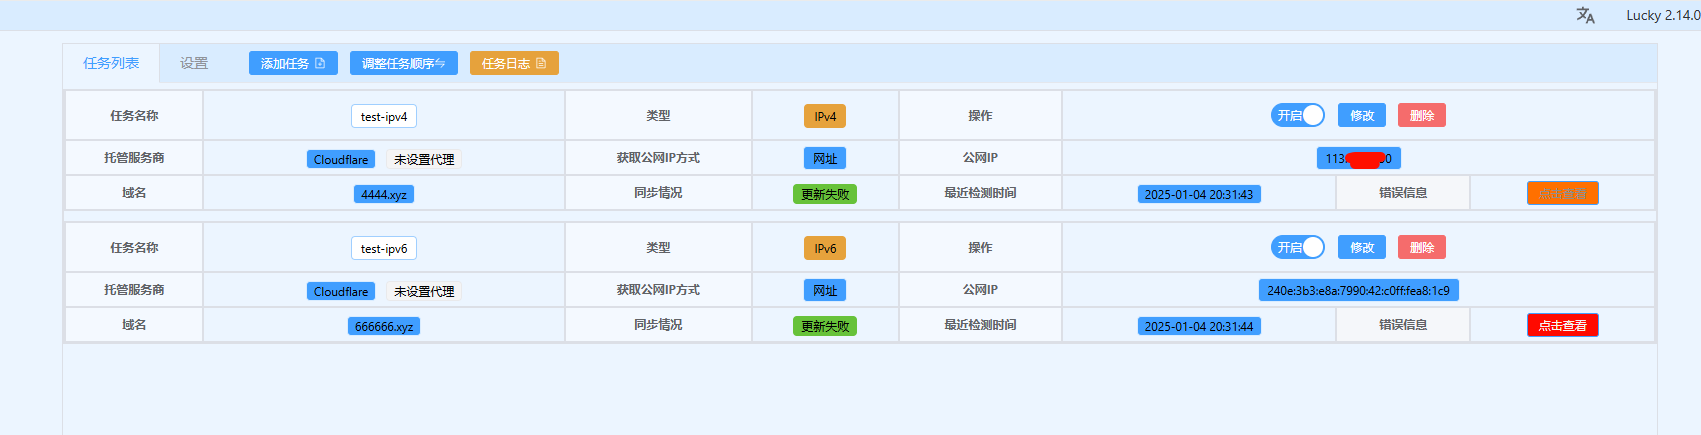 Lucky 2.14.0
任务列表 设置 添加任务 调整任务顺序 任务日志
任务名称 test-ipv4 类型 IPv4 操作 开启 修改 删除
托管服务商 Cloudflare 未设置代理 获取公网IP方式 网址 公网IP 113. 00
域名 4444.xyz 同步情况 更新失败 最近检测时间 2025-01-04 20:31:43 错误信息 点击查看
任务名称 test-ipv6 类型 IPv6 操作 开启 修改 删除
托管服务商 Cloudflare 未设置代理 获取公网IP方式 网址 公网IP 240e:3b3:e8a:7990:42:c0ff:fea8:1c9
域名 666666.xyz 同步情况 更新失败 最近检测时间 2025-01-04 20:31:44 错误信息 点击查看